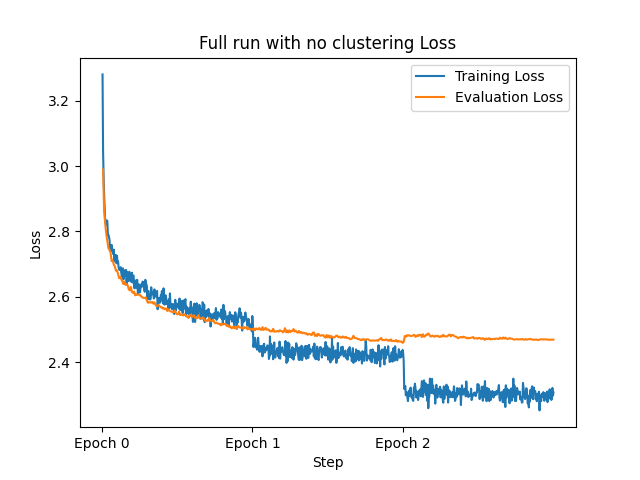 Full run with no clustering Loss
Training Loss
Evaluation Loss
3.2
3.0
2.8
2.6
2.4
Loss
Epoch 0
Epoch 1
Epoch 2
Step